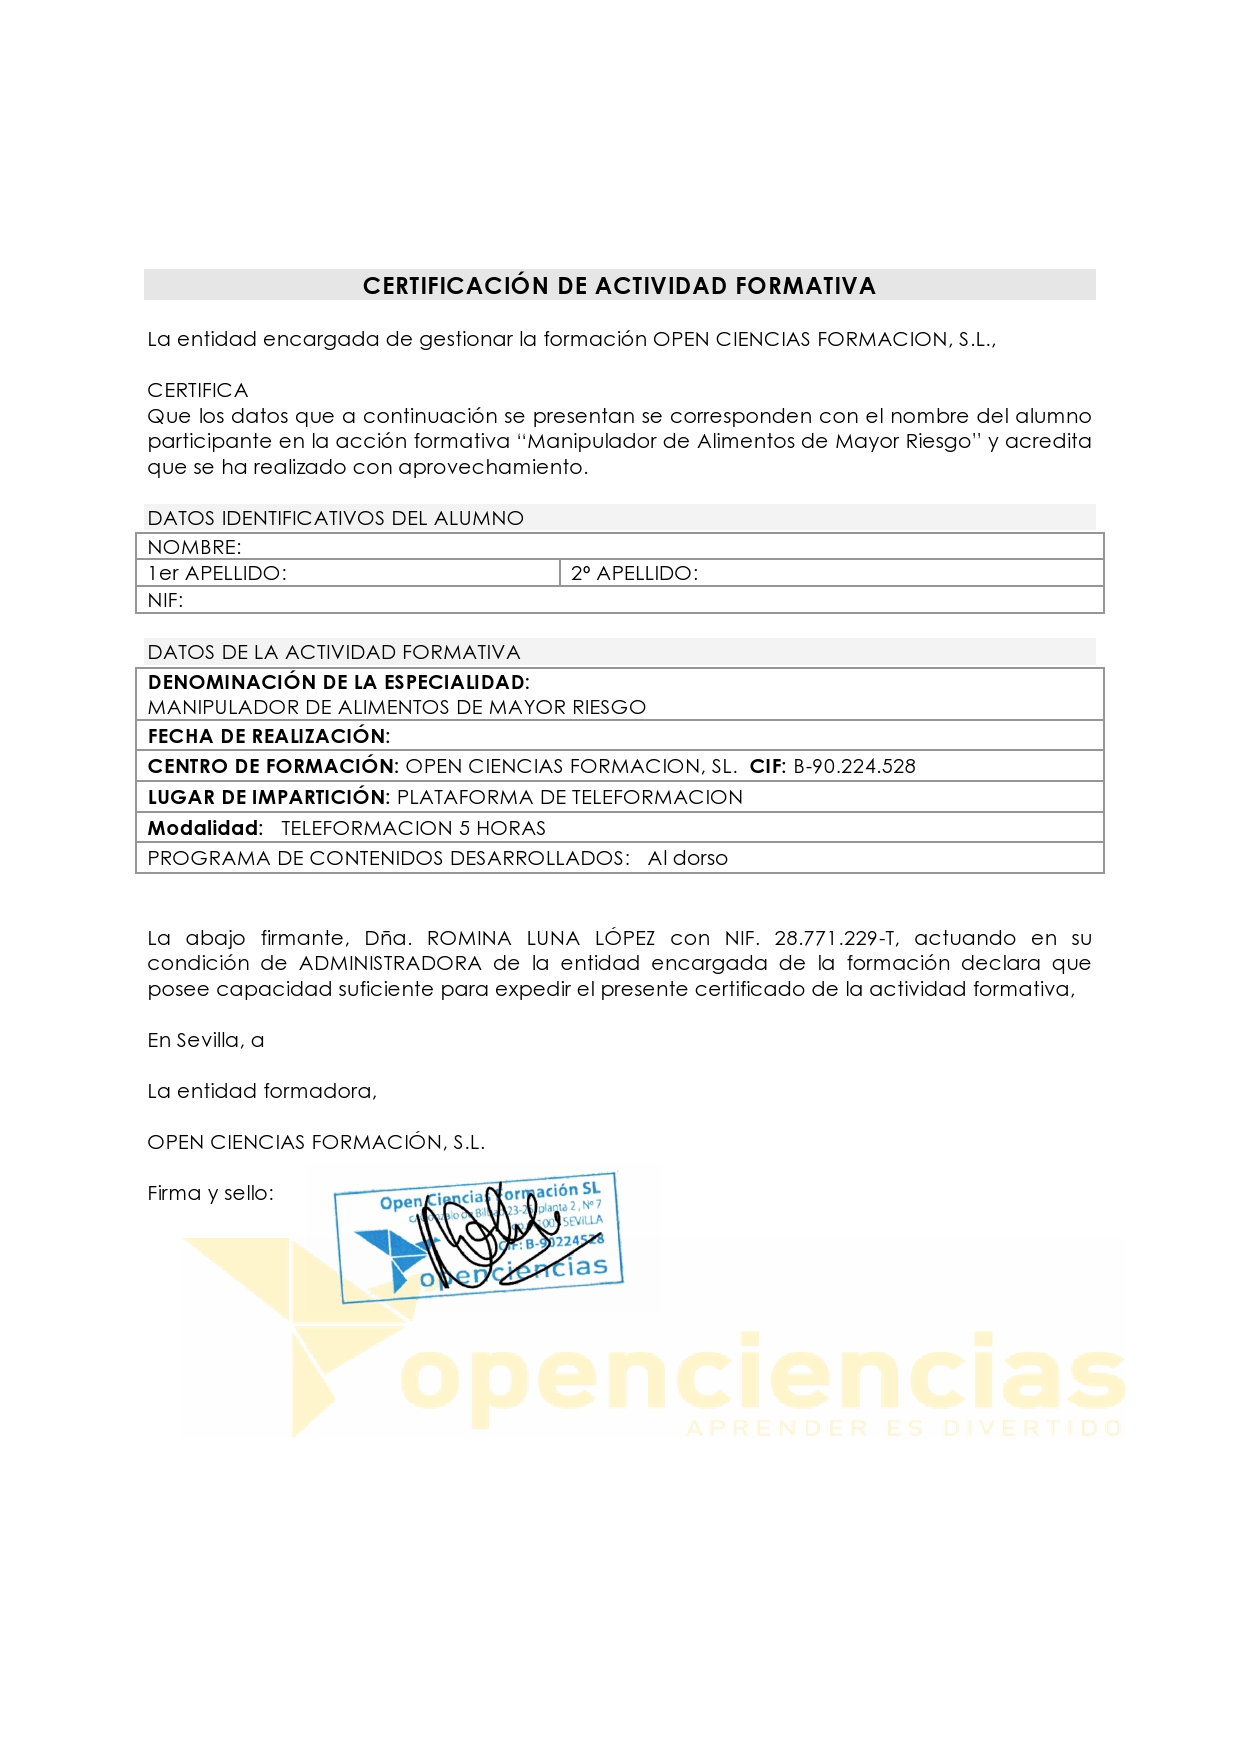 CERTIFICACIÓN DE ACTIVIDAD FORMATIVA
La entidad encargada de gestionar la formación OPEN CIENCIAS FORMACION, S.L.,
CERTIFICA
Que los datos que a continuación se presentan se corresponden con el nombre del alumno
participante en la acción formativa “Manipulador de Alimentos de Mayor Riesgo” y acredita
que se ha realizado con aprovechamiento.
DATOS IDENTIFICATIVOS DEL ALUMNO
NOMBRE:
1er APELLIDO: 2º APELLIDO:
NIF:
DATOS DE LA ACTIVIDAD FORMATIVA
DENOMINACIÓN DE LA ESPECIALIDAD:
MANIPULADOR DE ALIMENTOS DE MAYOR RIESGO
FECHA DE REALIZACIÓN:
CENTRO DE FORMACIÓN: OPEN CIENCIAS FORMACION, SL. CIF: B-90.224.528
LUGAR DE IMPARTICIÓN: PLATAFORMA DE TELEFORMACION
Modalidad: TELEFORMACION 5 HORAS
PROGRAMA DE CONTENIDOS DESARROLLADOS: Al dorso
La abajo firmante, Dña. ROMINA LUNA LÓPEZ con NIF. 28.771.229-T, actuando en su
condición de ADMINISTRADORA de la entidad encargada de la formación declara que
posee capacidad suficiente para expedir el presente certificado de la actividad formativa,
En Sevilla, a
La entidad formadora,
OPEN CIENCIAS FORMACIÓN, S.L.
Firma y sello:
Open Ciencias Formación SL
planta 2, Nº 7
SEVILLA
CIF: B-90224528
openciencias
openciencias
APRENDER ES DIVERTIDO